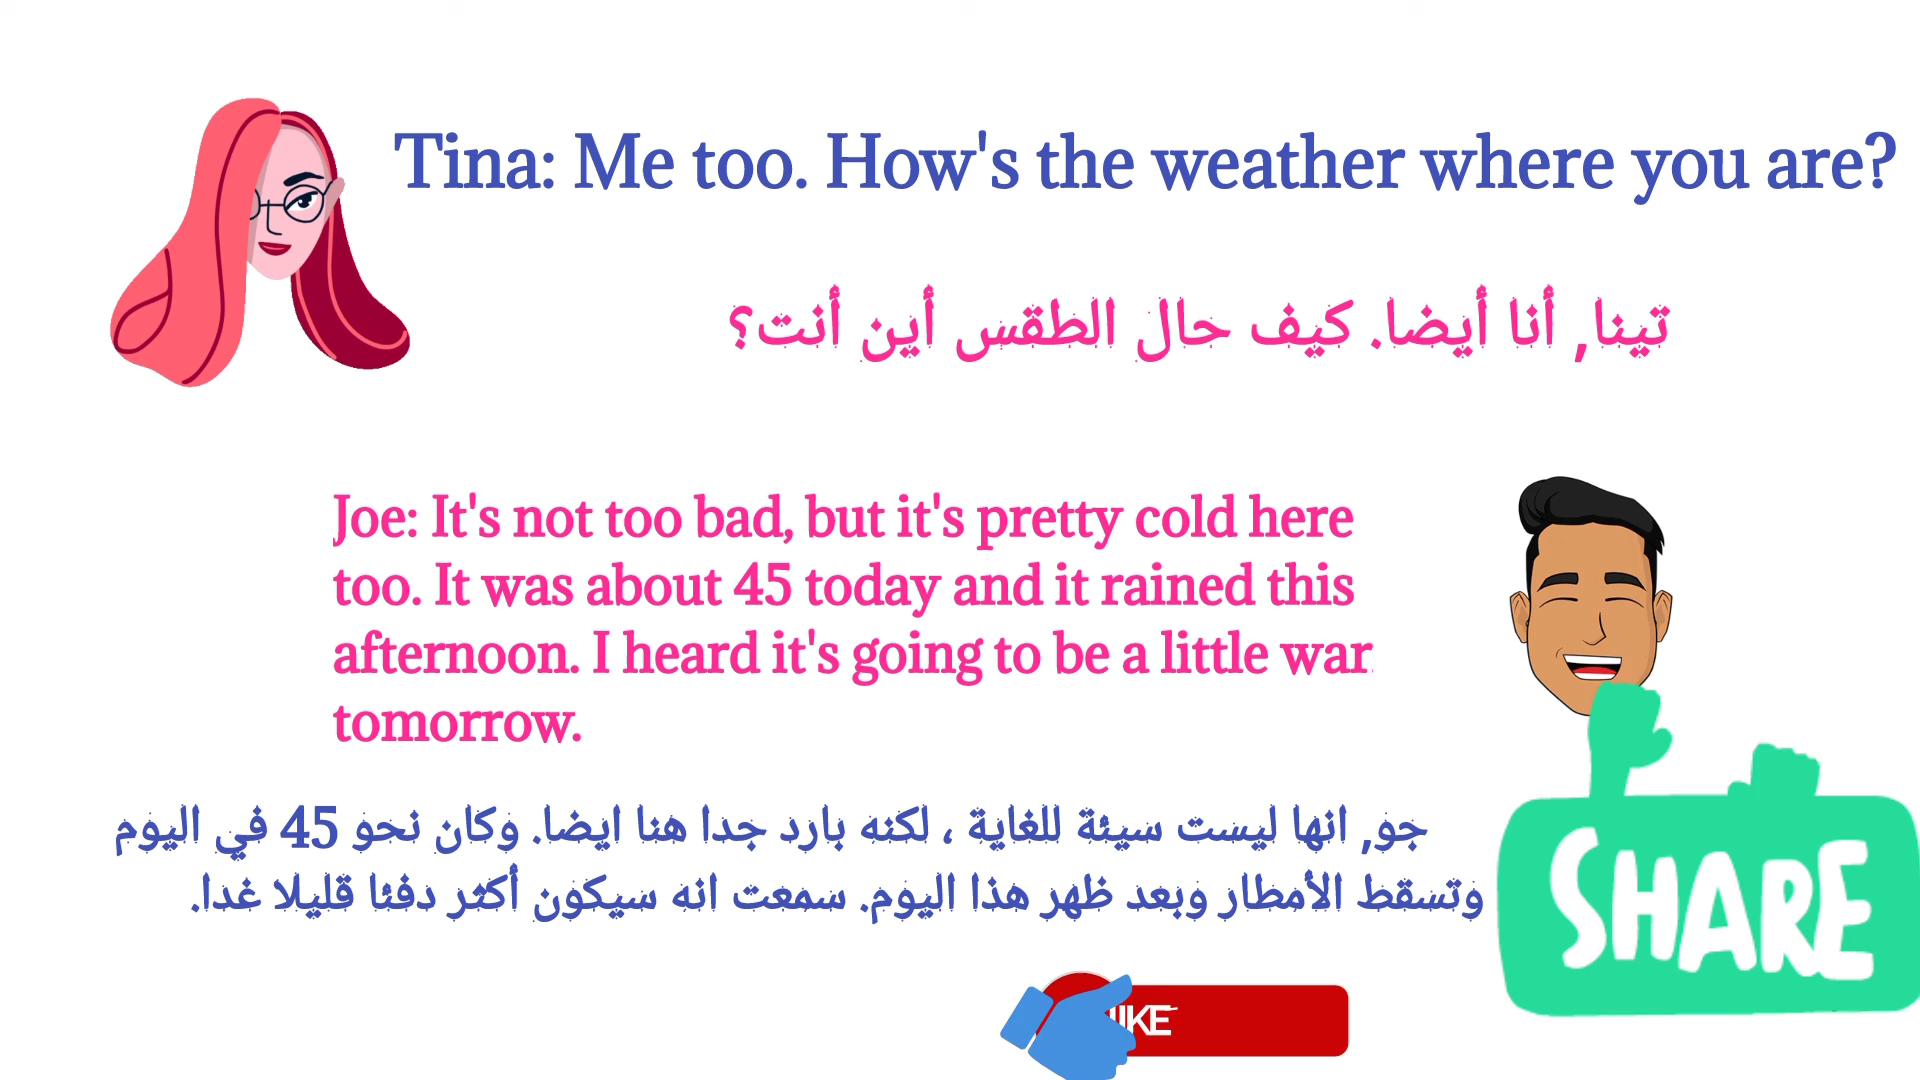 Tina: Me too. How's the weather where you are?
تينا, أنا أيضا. كيف حال الطقس أين أنت؟
Joe: It's not too bad, but it's pretty cold here
too. It was about 45 today and it rained this
afternoon. I heard it's going to be a little war
tomorrow.
جو, انها ليست سيئة للغاية ، لكنه بارد جدا هنا ايضا. وكان نحو 45 في اليوم
وتسقط الأمطار وبعد ظهر هذا اليوم. سمعت انه سيكون أكثر دفئا قليلا غدا.
SHARE